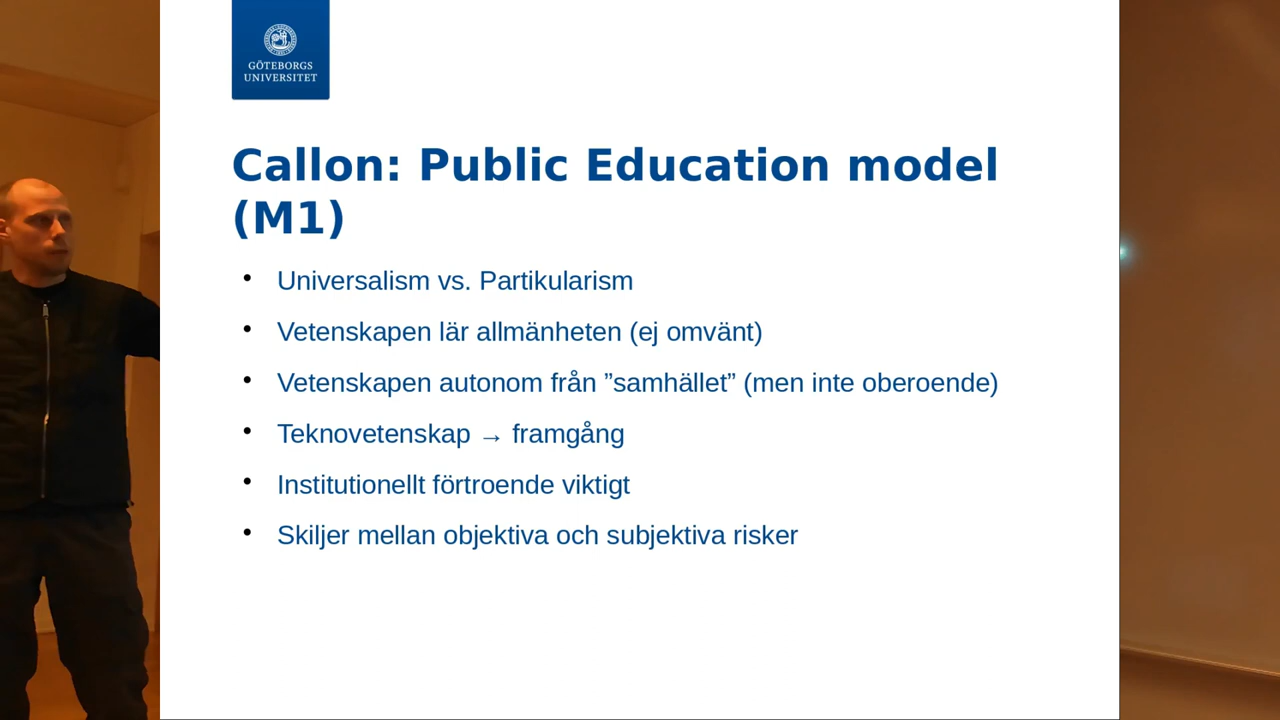 GÖTEBORGS
UNIVERSITET
Callon: Public Education model
(M1)
• Universalism vs. Partikularism
• Vetenskapen lär allmänheten (ej omvänt)
• Vetenskapen autonom från ”samhället” (men inte oberoende)
• Teknovetenskap → framgång
• Institutionellt förtroende viktigt
• Skiljer mellan objektiva och subjektiva risker